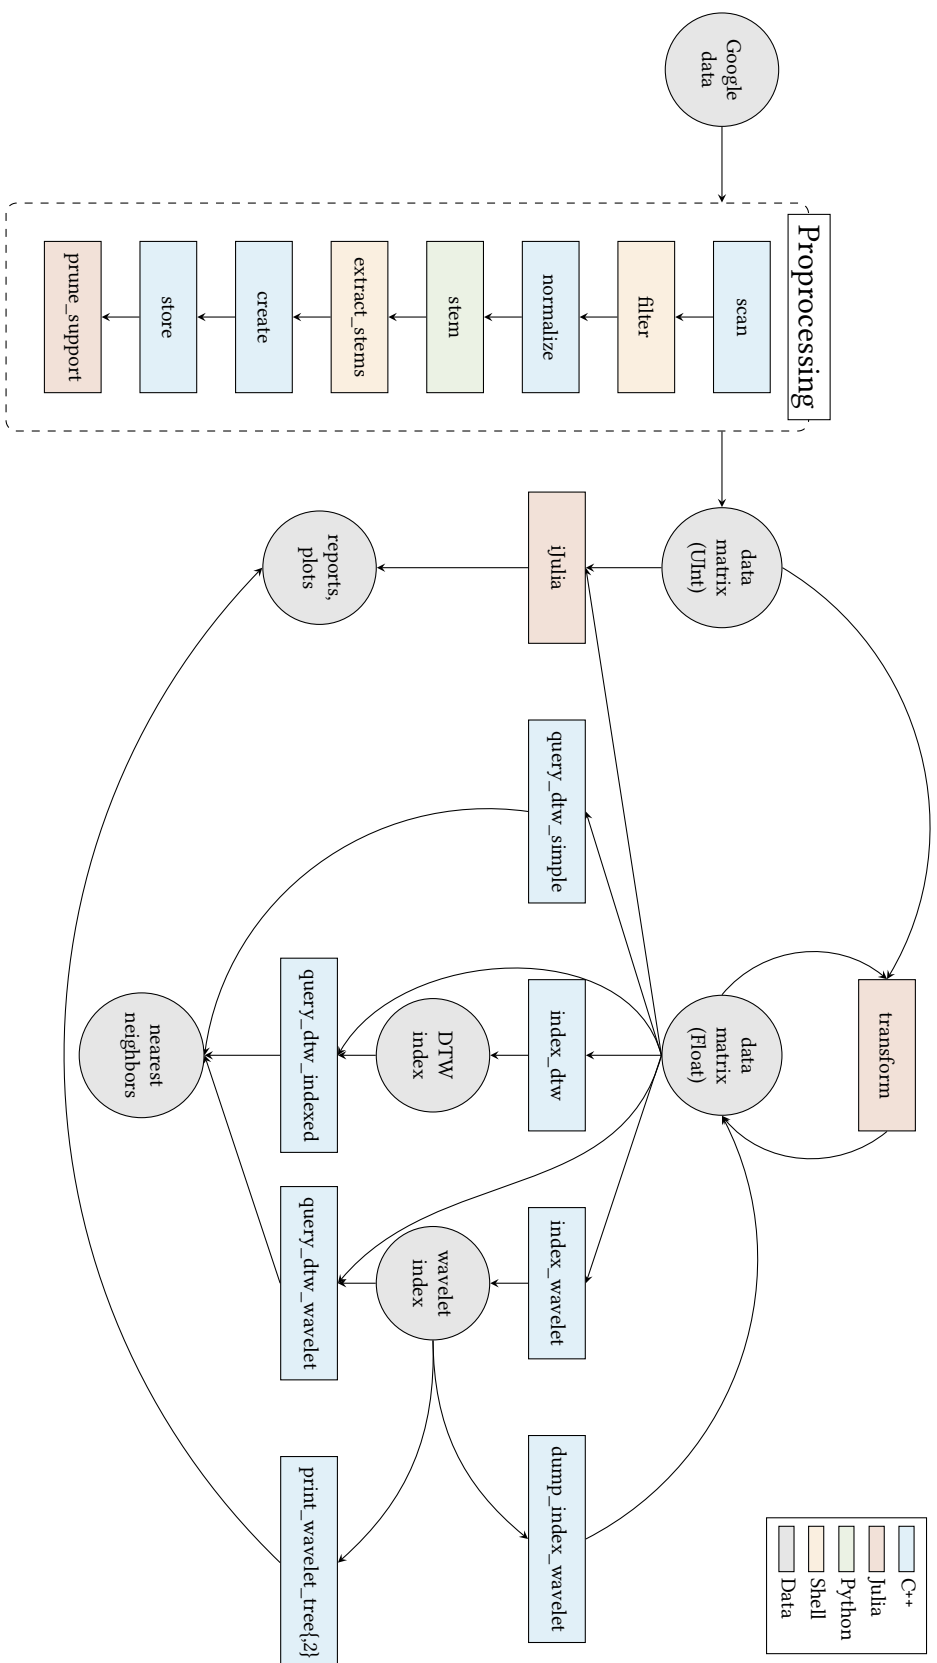 Google
data
Proprocessing
scan
filter
normalize
stem
extract_stems
create
store
prune_support
data
matrix
(UInt)
iJulia
reports,
plots
transform
data
matrix
(Float)
query_dtw_simple
index_dtw
DTW
index
query_dtw_indexed
nearest
neighbors
index_wavelet
wavelet
index
query_dtw_wavelet
dump_index_wavelet
print_wavelet_tree{,2}
C++
Julia
Python
Shell
Data